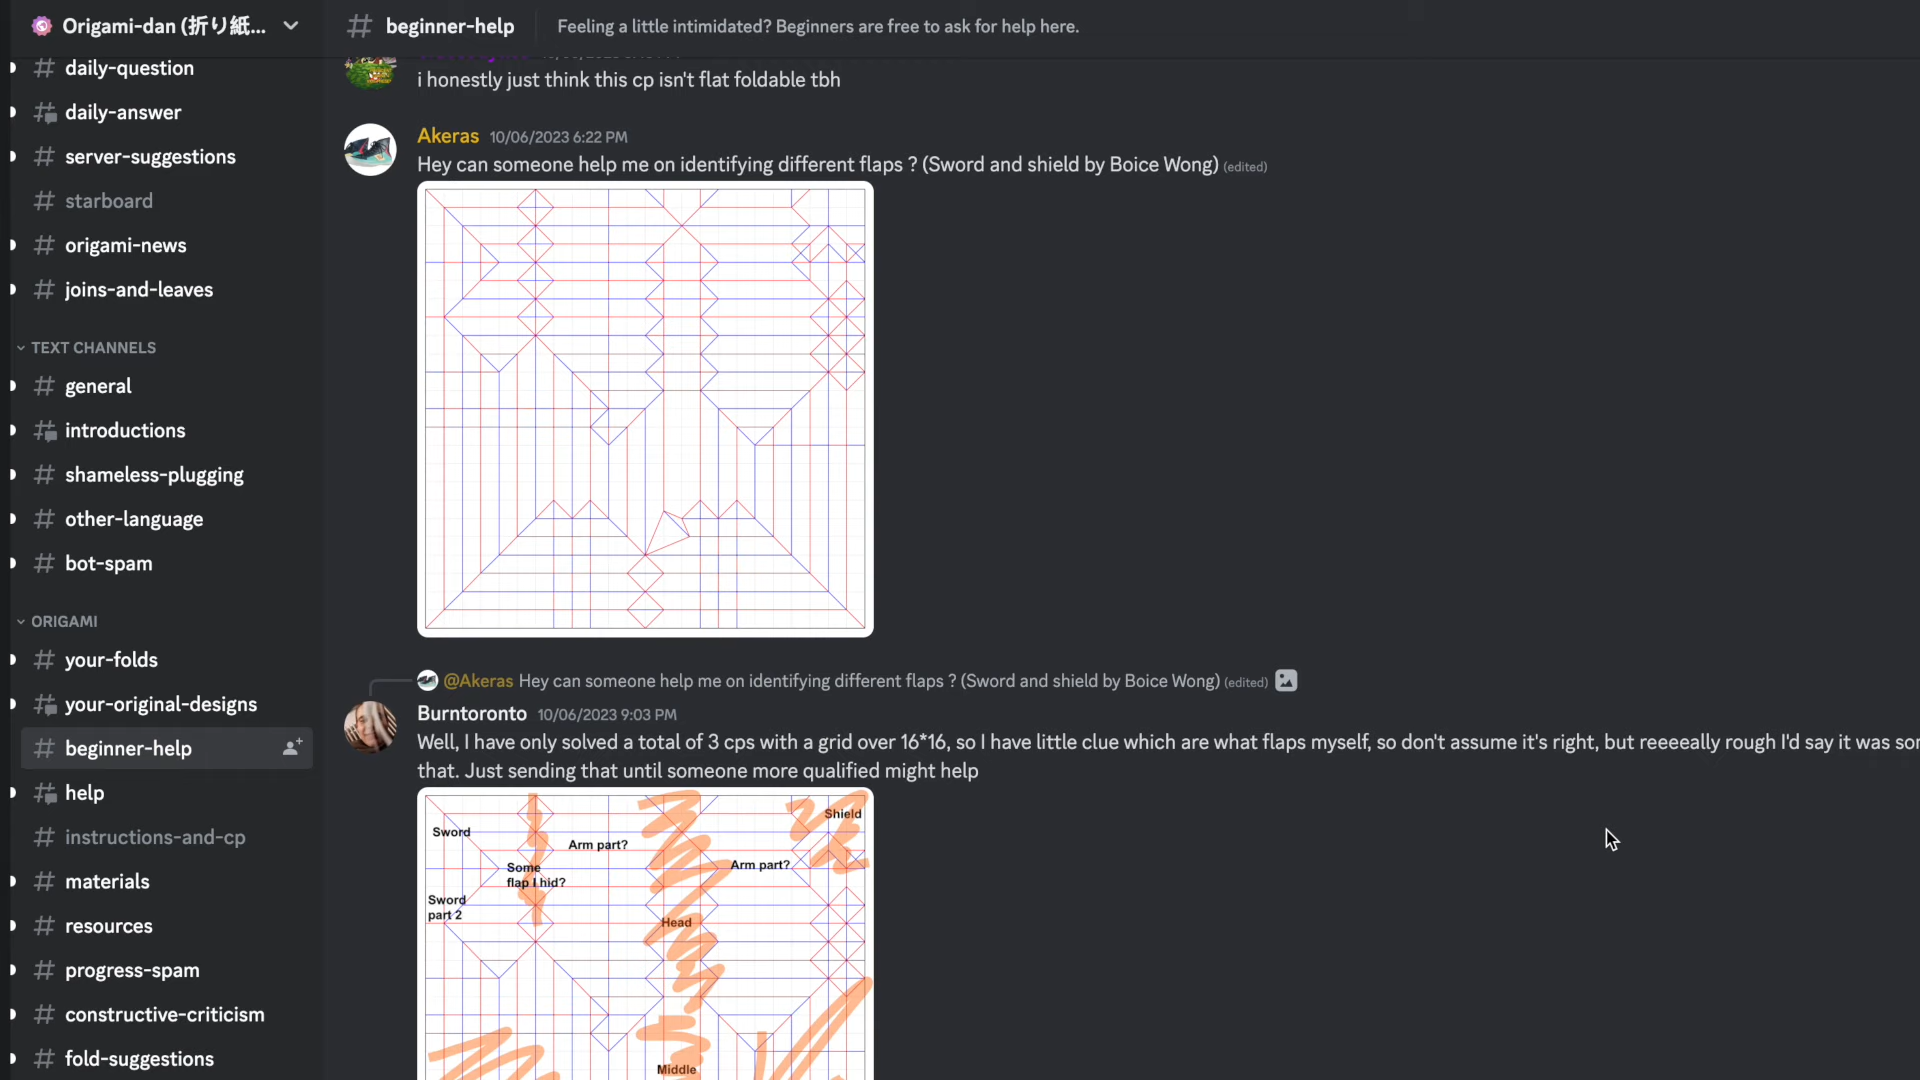 Origami-dan (折り紙...
beginner-help
Feeling a little intimidated? Beginners are free to ask for help here.
daily-question
daily-answer
server-suggestions
starboard
origami-news
joins-and-leaves
TEXT CHANNELS
general
introductions
shameless-plugging
other-language
bot-spam
ORIGAMI
your-folds
your-original-designs
beginner-help
help
instructions-and-cp
materials
resources
progress-spam
constructive-criticism
fold-suggestions
i honestly just think this cp isn't flat foldable tbh
Akeras 10/06/2023 6:22 PM
Hey can someone help me on identifying different flaps ? (Sword and shield by Boice Wong) (edited)
@Akeras Hey can someone help me on identifying different flaps ? (Sword and shield by Boice Wong) (edited)
Burntoronto 10/06/2023 9:03 PM
Well, I have only solved a total of 3 cps with a grid over 16*16, so I have little clue which are what flaps myself, so don't assume it's right, but reeeeally rough I'd say it was
that. Just sending that until someone more qualified might help
Shield
Sword
Arm part?
Arm part?
Some
flap I hid?
Sword
part 2
Head
Middle